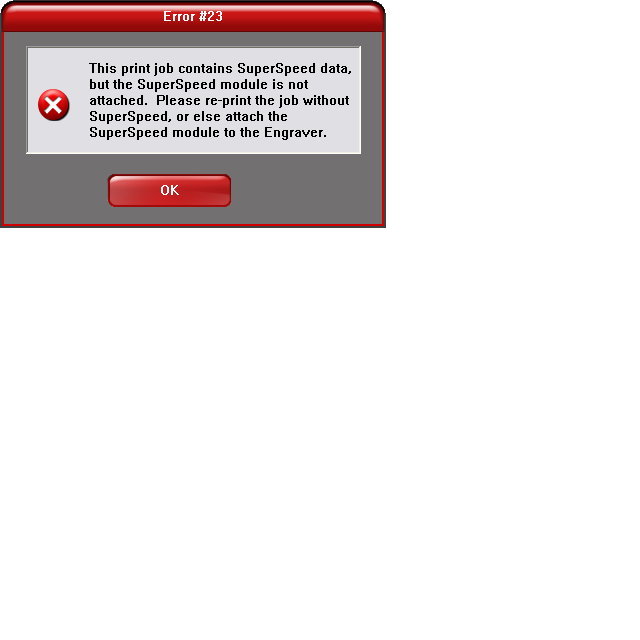 Error #23
This print job contains SuperSpeed data,
but the SuperSpeed module is not
attached.  Please re-print the job without
SuperSpeed, or else attach the
SuperSpeed module to the Engraver.
OK